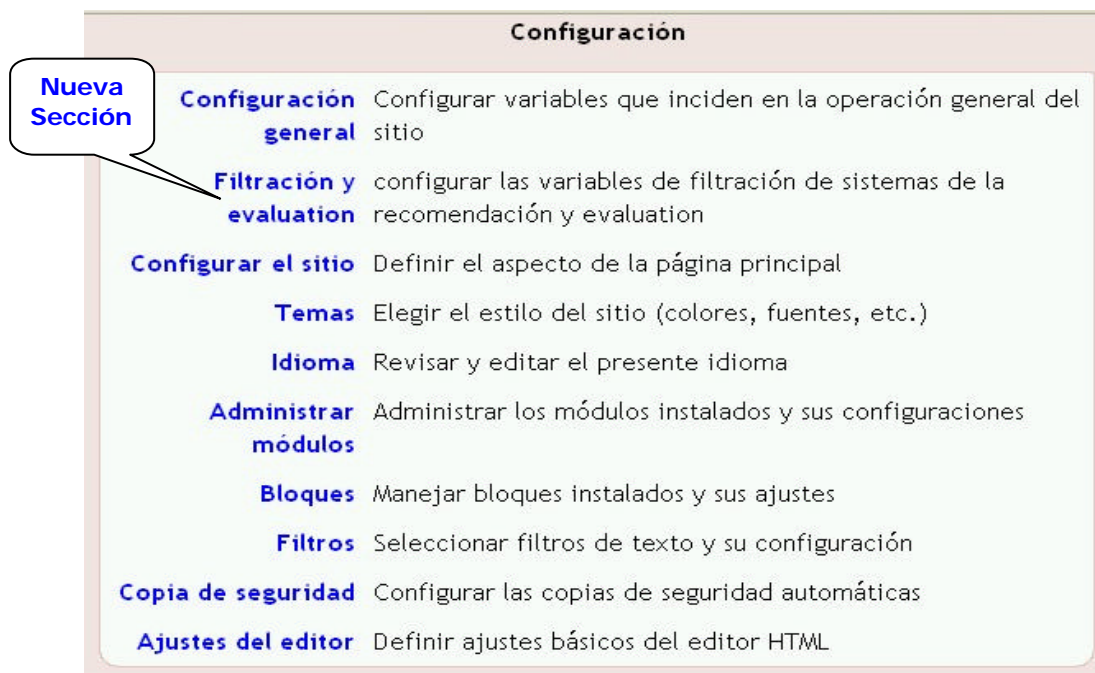 Configuración
Nueva
Sección
Configuración general Configurar variables que inciden en la operación general del
sitio
Filtración y evaluation configurar las variables de filtración de sistemas de la
recomendación y evaluation
Configurar el sitio Definir el aspecto de la página principal
Temas Elegir el estilo del sitio (colores, fuentes, etc.)
Idioma Revisar y editar el presente idioma
Administrar módulos Administrar los módulos instalados y sus configuraciones
Bloques Manejar bloques instalados y sus ajustes
Filtros Seleccionar filtros de texto y su configuración
Copia de seguridad Configurar las copias de seguridad automáticas
Ajustes del editor Definir ajustes básicos del editor HTML